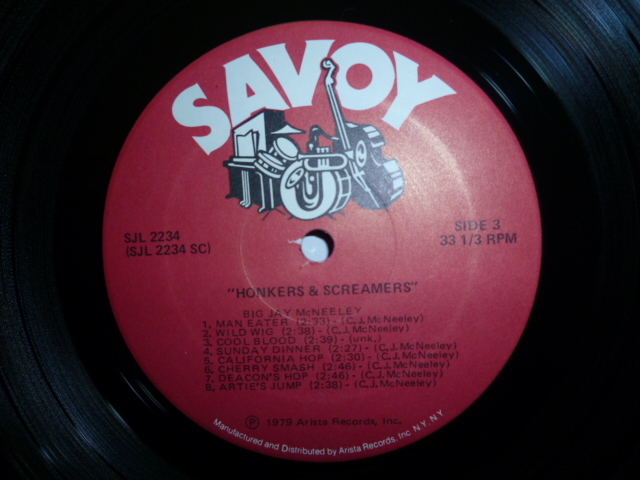 SAVOY
SJL 2234
(SJL 2234 SC)
SIDE 3
33 1/3 RPM
"HONKERS & SCREAMERS"
BIG JAY McNEELEY
1. MAN EATER (2:33) - (C.J. McNeeley)
2. WILD WIG (2:38) - (C.J. McNeeley)
3. COOL BLOOD (2:39) - (unk.)
4. SUNDAY DINNER (2:27) - (C.J. McNeeley)
5. CALIFORNIA HOP (2:30) - (C.J. McNeeley)
6. CHERRY SMASH (2:46) - (C.J. McNeeley)
7. DEACON'S HOP (2:46) - (C.J. McNeeley)
8. ARTIE'S JUMP (2:38) - (C.J. McNeeley)
Ⓟ 1979 Arista Records, Inc.
Manufactured and Distributed by Arista Records, Inc N.Y. N.Y.